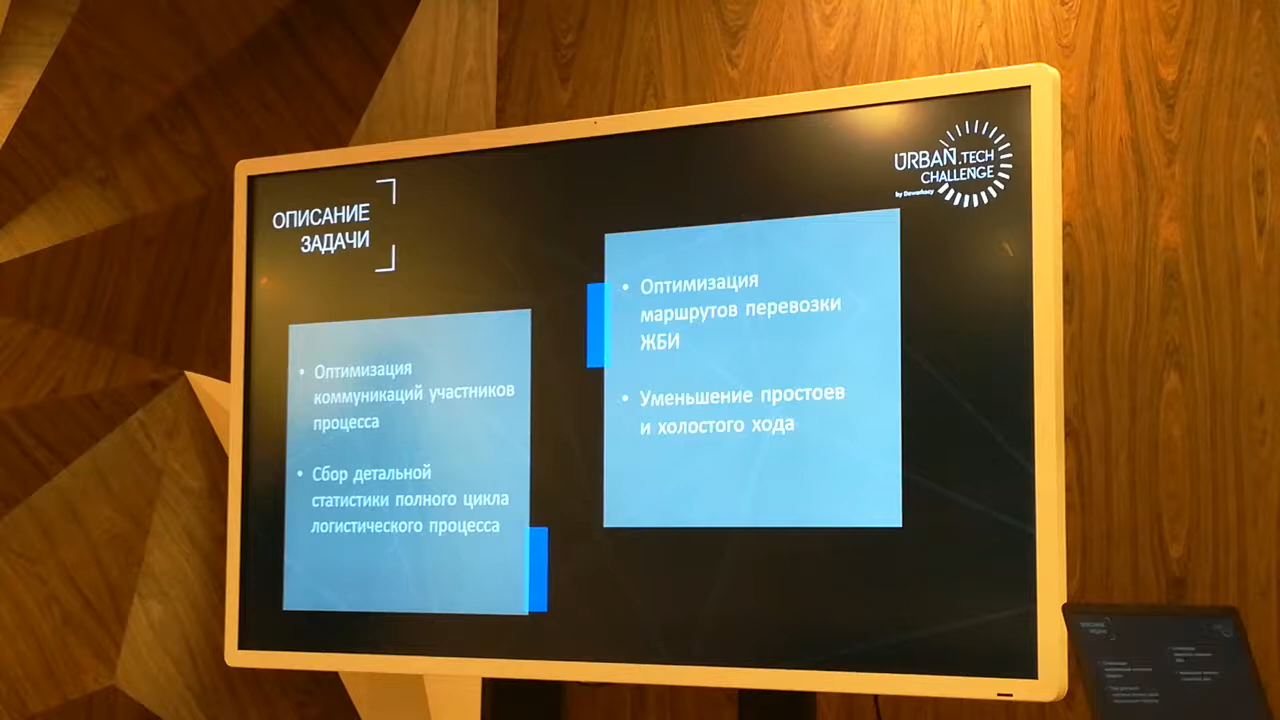 ОПИСАНИЕ
ЗАДАЧИ
URBAN.TECH
CHALLENGE
• Оптимизация
коммуникаций участников
процесса
• Сбор детальной
статистики полного цикла
логистического процесса
• Оптимизация
маршрутов перевозки
ЖБИ
• Уменьшение простоев
и холостого хода